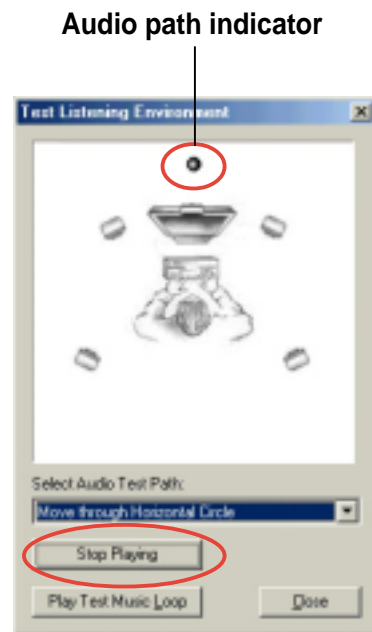 Audio path indicator
Test Listening Environment
Select Audio Test Path:
Move through Horizontal Circle
Stop Playing
Play Test Music Loop
Close